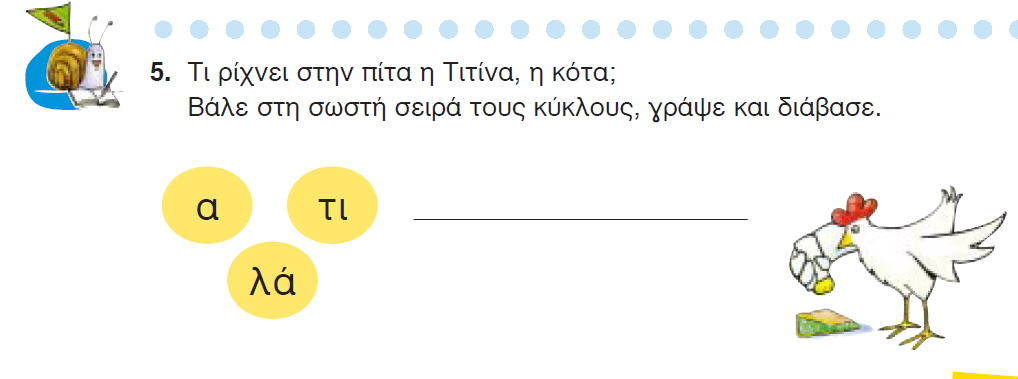 5. Τι ρίχνει στην πίτα η Τιτίνα, η κότα;
Βάλε στη σωστή σειρά τους κύκλους, γράψε και διάβασε.
α τι
λά